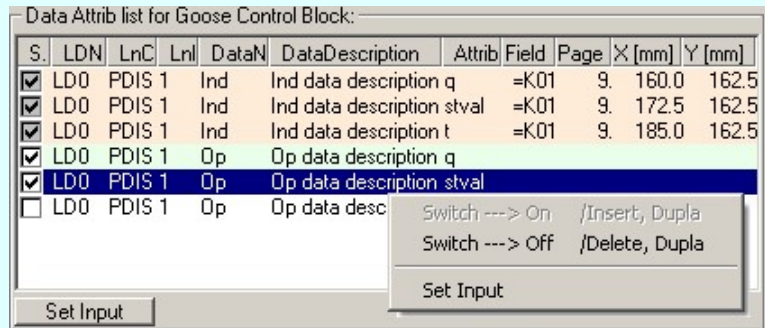 Data Attrib list for Goose Control Block:
S. LDN LnC LnI DataN DataDescription Attrib Field Page X [mm] Y [mm]
LD0 PDIS 1 Ind Ind data description q =K01 9. 160.0 162.5
LD0 PDIS 1 Ind Ind data description stval =K01 9. 172.5 162.5
LD0 PDIS 1 Ind Ind data description t =K01 9. 185.0 162.5
LD0 PDIS 1 Op Op data description q
LD0 PDIS 1 Op Op data description stval
LD0 PDIS 1 Op Op data desc
Switch ---> On /Insert, Dupla
Switch ---> Off /Delete, Dupla
Set Input
Set Input